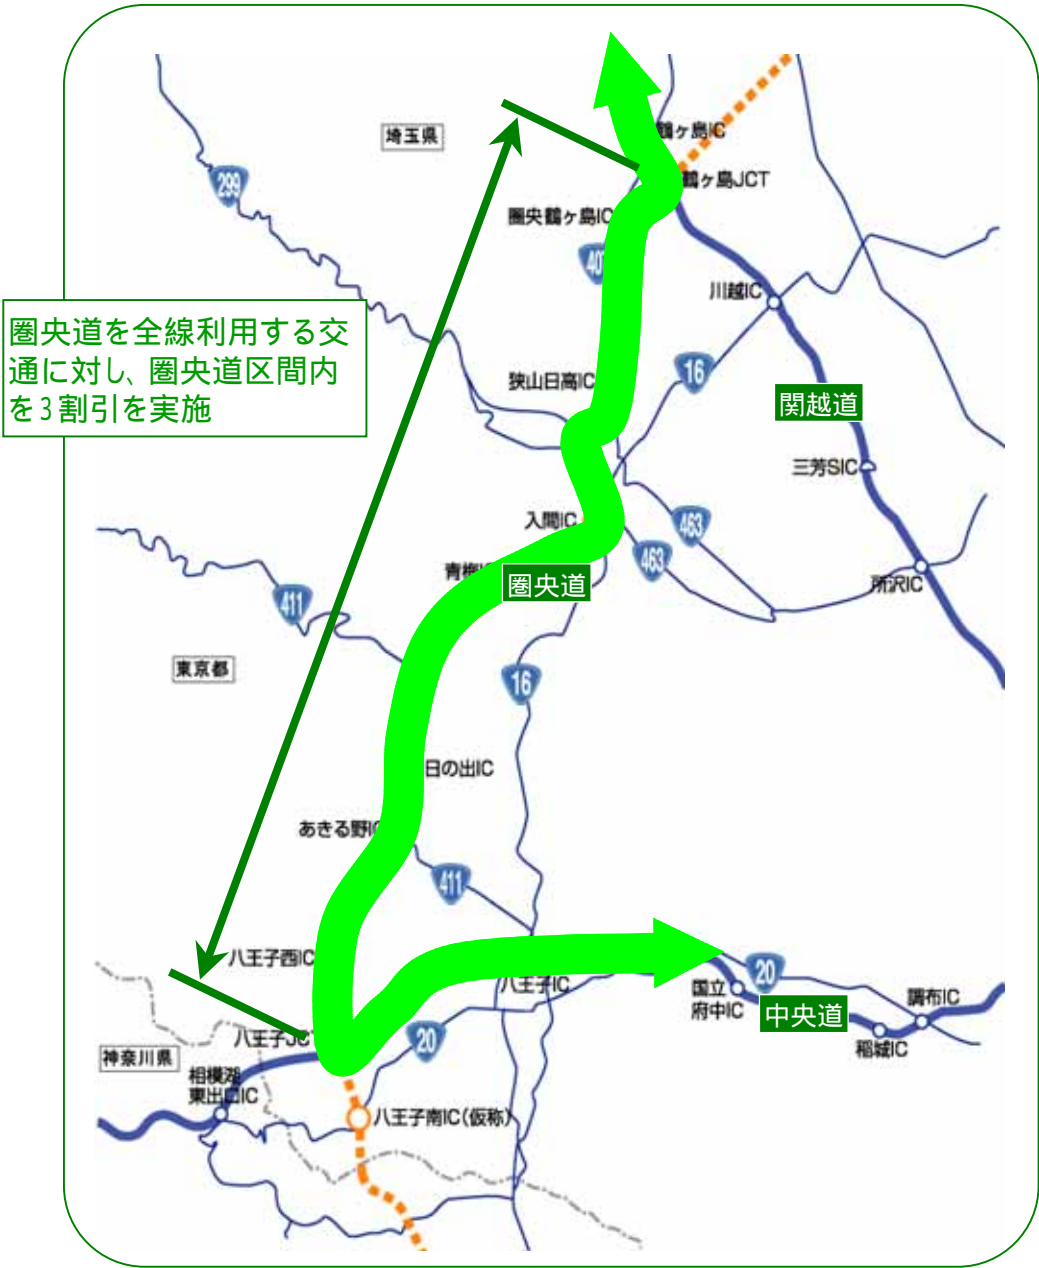 埼玉県
鶴ヶ島IC
299
鶴ヶ島JCT
圏央鶴ヶ島IC
川越IC
圏央道を全線利用する交
通に対し、圏央道区間内
を3割引を実施
狭山日高IC
16
関越道
三芳SIC
入間IC
463
463
圏央道
所沢IC
411
東京都
16
日の出IC
あきる野IC
411
八王子西IC
八王子IC
20
国立
府中IC
中央道
調布IC
稲城IC
八王子JC
20
神奈川県
相模湖
東出口IC
八王子南IC(仮称)